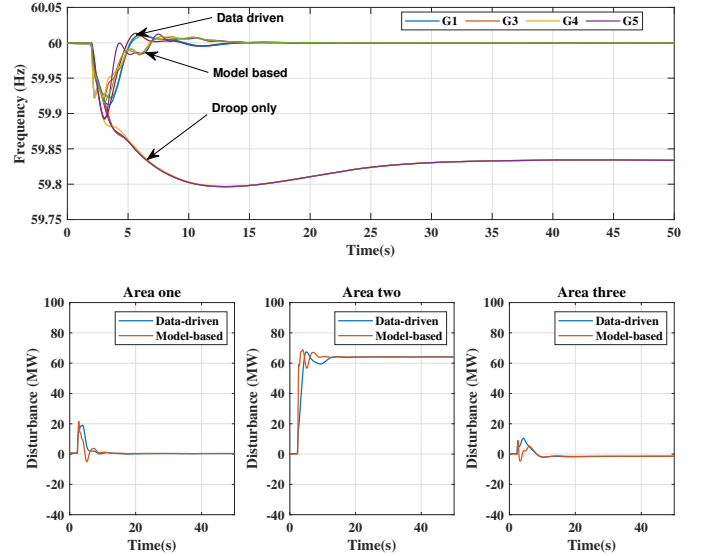 60.05
60
59.95
59.9
59.85
59.8
59.75
Frequency (Hz)
Data driven
Model based
Droop only
G1 G3 G4 G5
0 5 10 15 20 25 30 35 40 45 50
Time(s)
Area one
100
80
60
40
20
0
-20
-40
Disturbance (MW)
Data-driven
Model-based
0 20 40
Time(s)
Area two
100
80
60
40
20
0
-20
-40
Disturbance (MW)
Data-driven
Model-based
0 20 40
Time(s)
Area three
100
80
60
40
20
0
-20
-40
Disturbance (MW)
Data-driven
Model-based
0 20 40
Time(s)